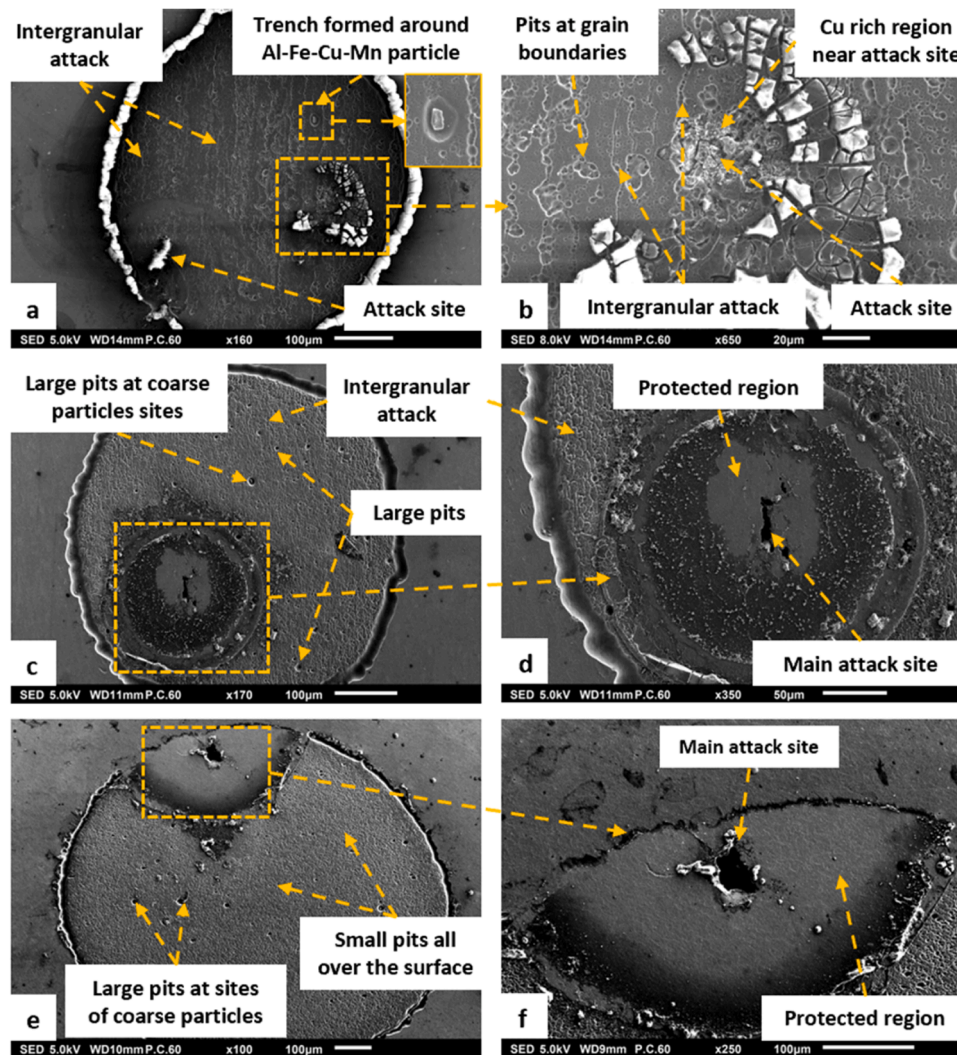 Intergranular
attack
Trench formed around
Al-Fe-Cu-Mn particle
Attack site
a
SED 5.0kV WD14mm P.C.60 x160 100µm
Pits at grain
boundaries
Cu rich region
near attack site
Intergranular attack
Attack site
b
SED 8.0kV WD14mm P.C.60 x650 20µm
Large pits at coarse
particles sites
Intergranular
attack
Large pits
c
SED 5.0kV WD11mm P.C.60 x170 100µm
Protected region
Main attack site
d
SED 5.0kV WD11mm P.C.60 x350 50µm
Small pits all
over the surface
Large pits at sites
of coarse particles
e
SED 5.0kV WD10mm P.C.60 x100 100µm
Main attack site
Protected region
f
SED 5.0kV WD9mm P.C.60 x250 100µm